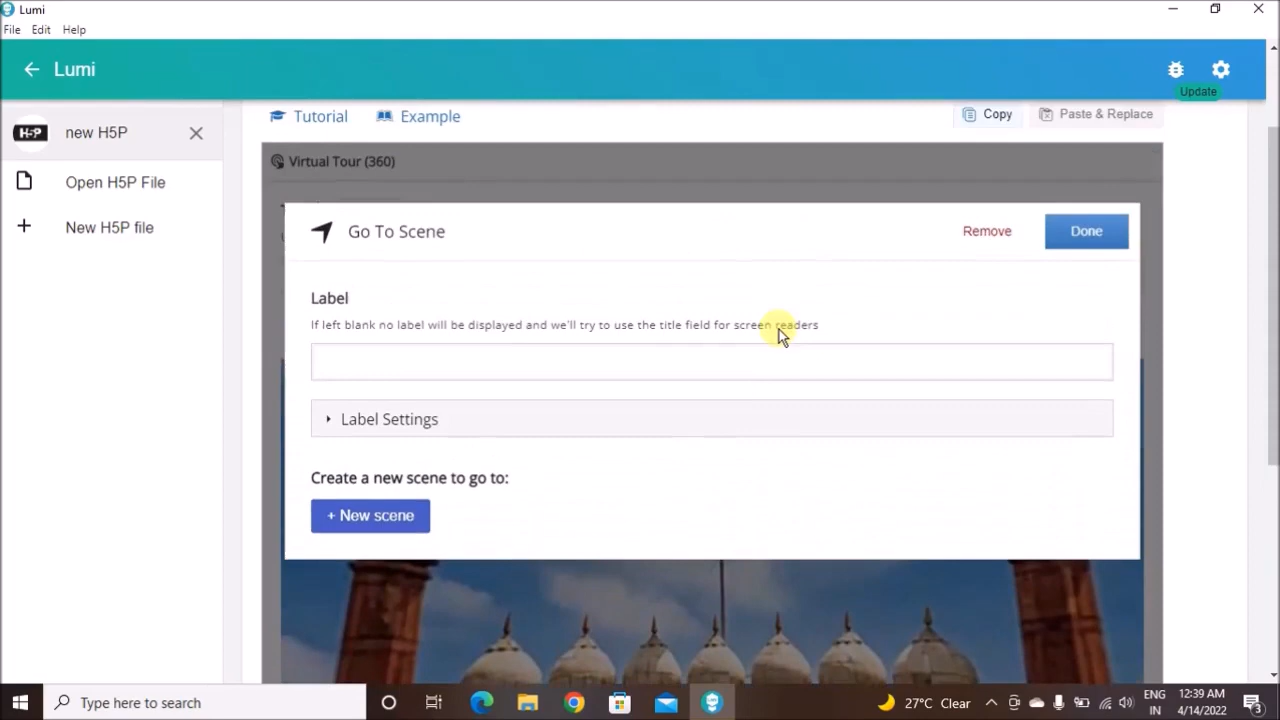 Lumi
File Edit Help
Lumi
Update
H5P new H5P
Open H5P File
New H5P file
Tutorial Example Copy Paste & Replace
Virtual Tour (360)
Go To Scene Remove Done
Label
If left blank no label will be displayed and we'll try to use the title field for screen readers
Label Settings
Create a new scene to go to:
+ New scene
Type here to search
27°C Clear
ENG
IN
12:39 AM
4/14/2022
3